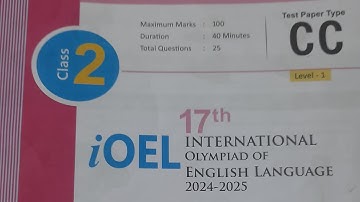 Class 2
Maximum Marks : 100
Duration : 40 Minutes
Total Questions : 25
Test Paper Type
CC
Level - 1
17th
iOEL INTERNATIONAL
OLYMPIAD OF
ENGLISH LANGUAGE
2024-2025